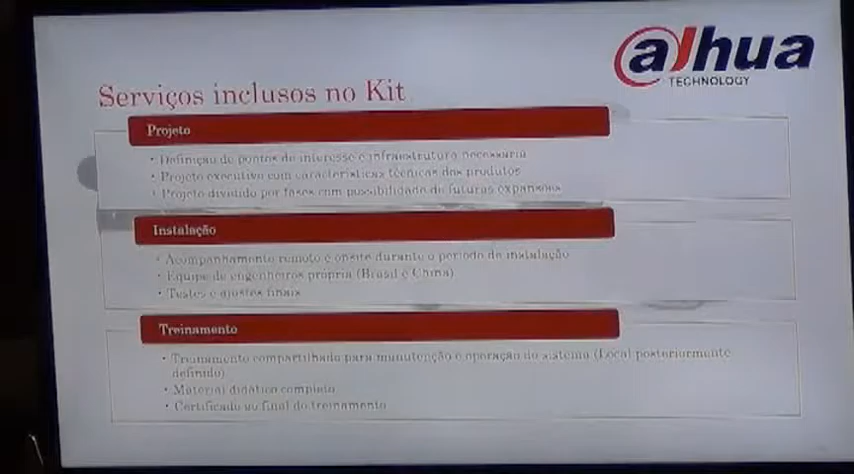 alhua
TECHNOLOGY
Serviços inclusos no Kit
Projeto
• Definição de pontos de interesse e infraestrutura necessária
• Projeto executivo com características técnicas dos produtos
• Projeto dividido por fases com possibilidade de futuras expansões
Instalação
• Acompanhamento remoto e onsite durante o período de instalação
• Equipe de engenheiros própria (Brasil e China)
• Testes e ajustes finais
Treinamento
• Treinamento compartilhado para manutenção e operação do sistema (Local posteriormente
definido)
• Material didático completo
• Certificado ao final do treinamento